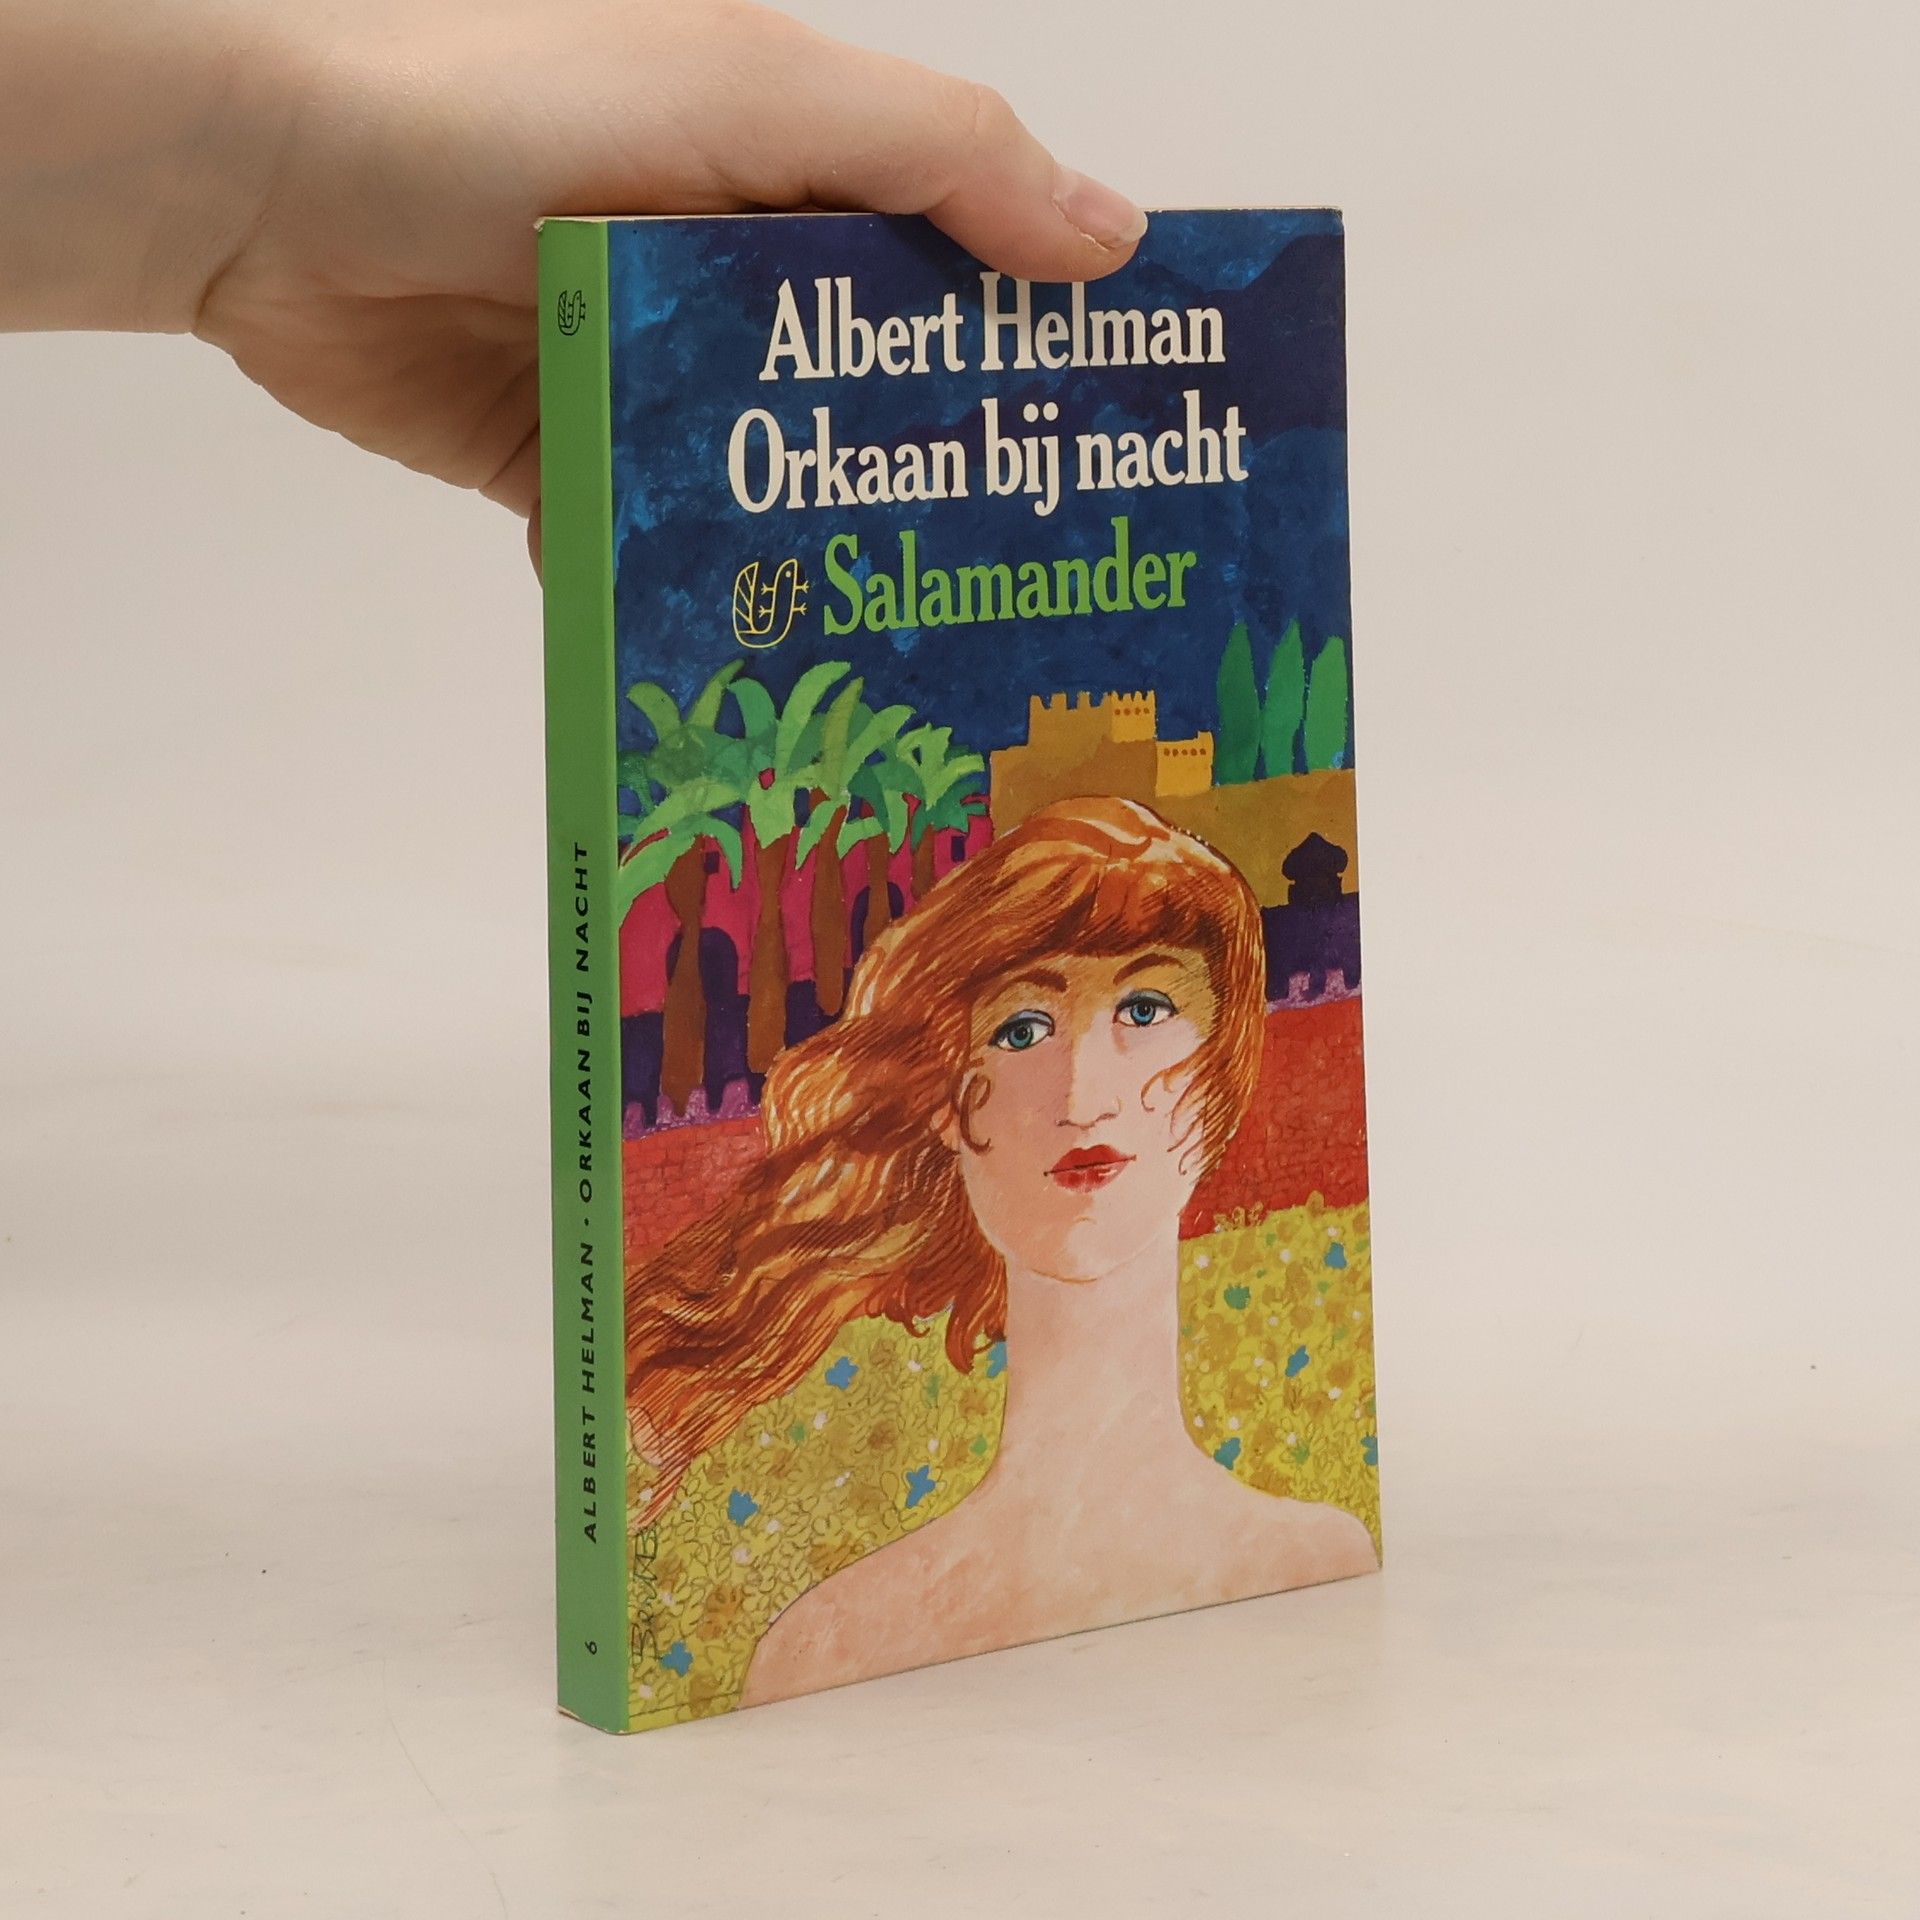 Albert Helman
Orkaan bij nacht
Salamander
ALBERT HELMAN · ORKAAN BIJ NACHT
6